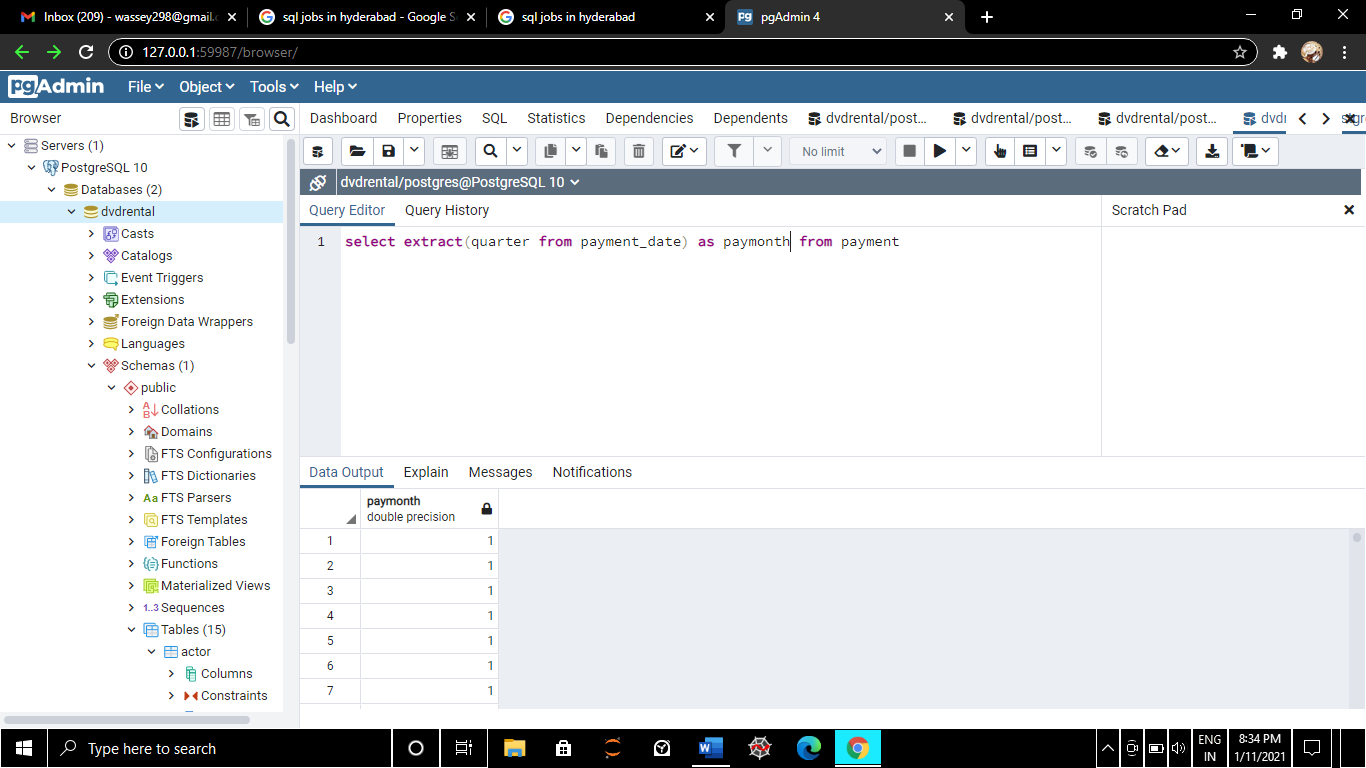 Inbox (209) - wassey298@gmail.c
sql jobs in hyderabad - Google S
sql jobs in hyderabad
pgAdmin 4
127.0.0.1:59987/browser/
pgAdmin File Object Tools Help
Browser
Dashboard Properties SQL Statistics Dependencies Dependents dvdrental/post... dvdrental/post... dvdrental/post...
Servers (1)
PostgreSQL 10
Databases (2)
dvdrental
Casts
Catalogs
Event Triggers
Extensions
Foreign Data Wrappers
Languages
Schemas (1)
public
Collations
Domains
FTS Configurations
FTS Dictionaries
Aa FTS Parsers
FTS Templates
Foreign Tables
Functions
Materialized Views
1..3 Sequences
Tables (15)
actor
Columns
Constraints
No limit
dvdrental/postgres@PostgreSQL 10
Query Editor Query History
Scratch Pad
1 select extract(quarter from payment_date) as paymonth from payment
Data Output Explain Messages Notifications
paymonth
double precision
1 1
2 1
3 1
4 1
5 1
6 1
7 1
Type here to search
ENG
IN
8:34 PM
1/11/2021